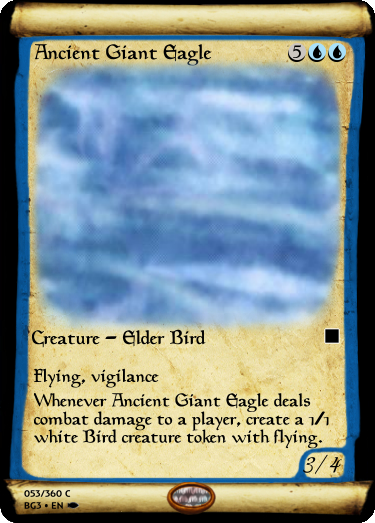 Ancient Giant Eagle 5
Creature – Elder Bird
Flying, vigilance
Whenever Ancient Giant Eagle deals
combat damage to a player, create a 1/1
white Bird creature token with flying.
3/4
053/360 C
BG3 • EN